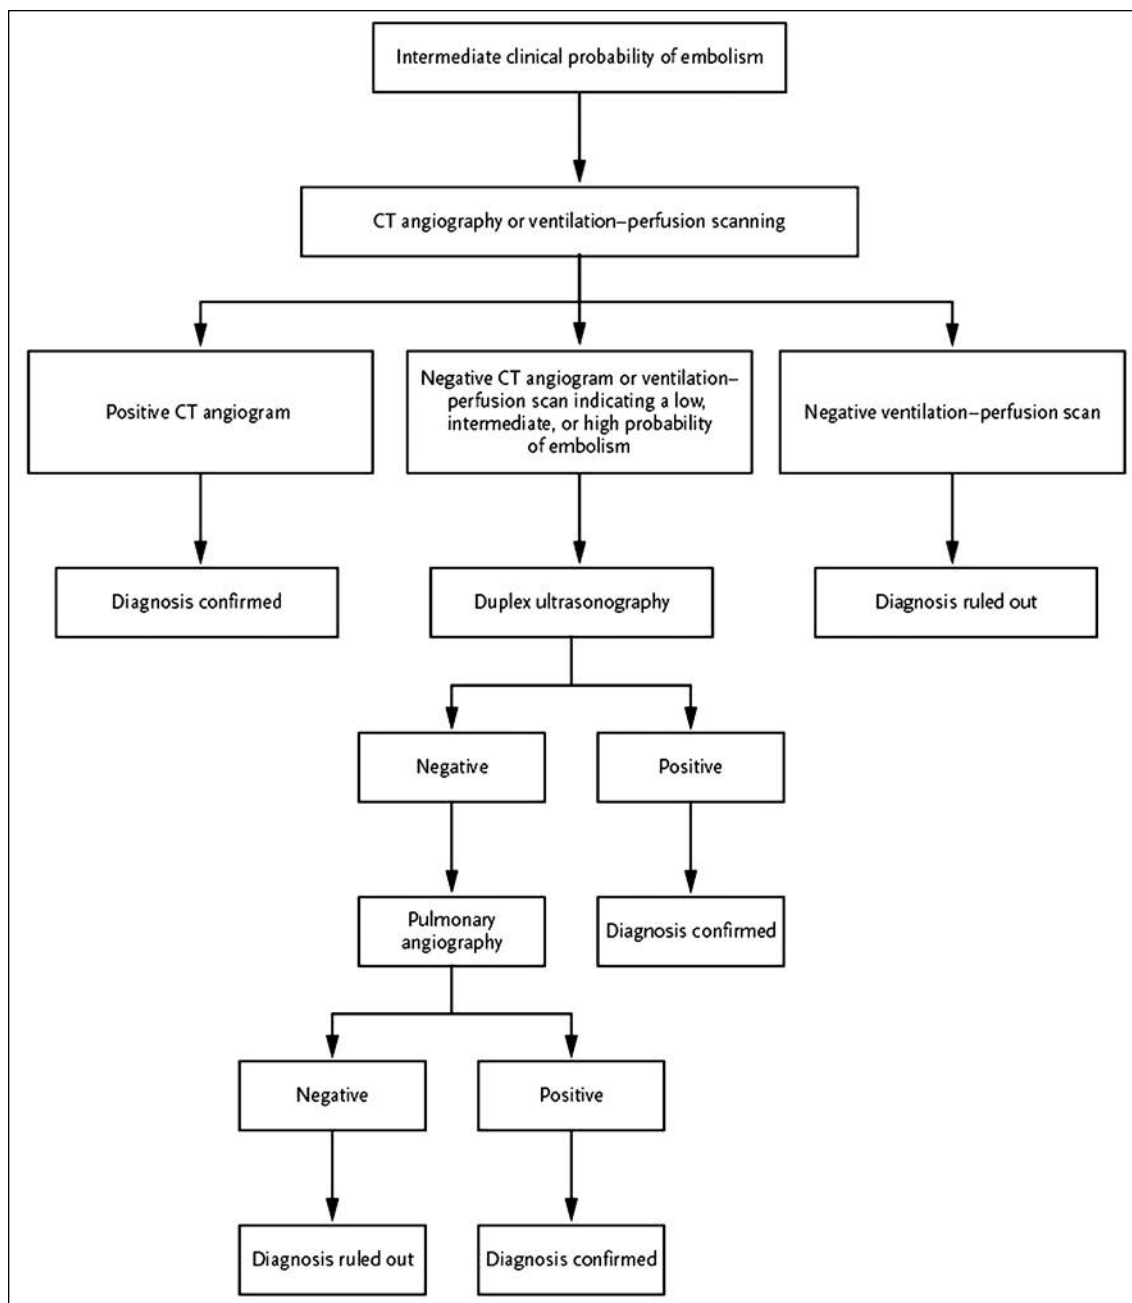 Intermediate clinical probability of embolism
CT angiography or ventilation–perfusion scanning
Positive CT angiogram
Negative CT angiogram or ventilation–
perfusion scan indicating a low,
intermediate, or high probability
of embolism
Negative ventilation–perfusion scan
Diagnosis confirmed
Duplex ultrasonography
Diagnosis ruled out
Negative
Positive
Pulmonary
angiography
Diagnosis confirmed
Negative
Positive
Diagnosis ruled out
Diagnosis confirmed